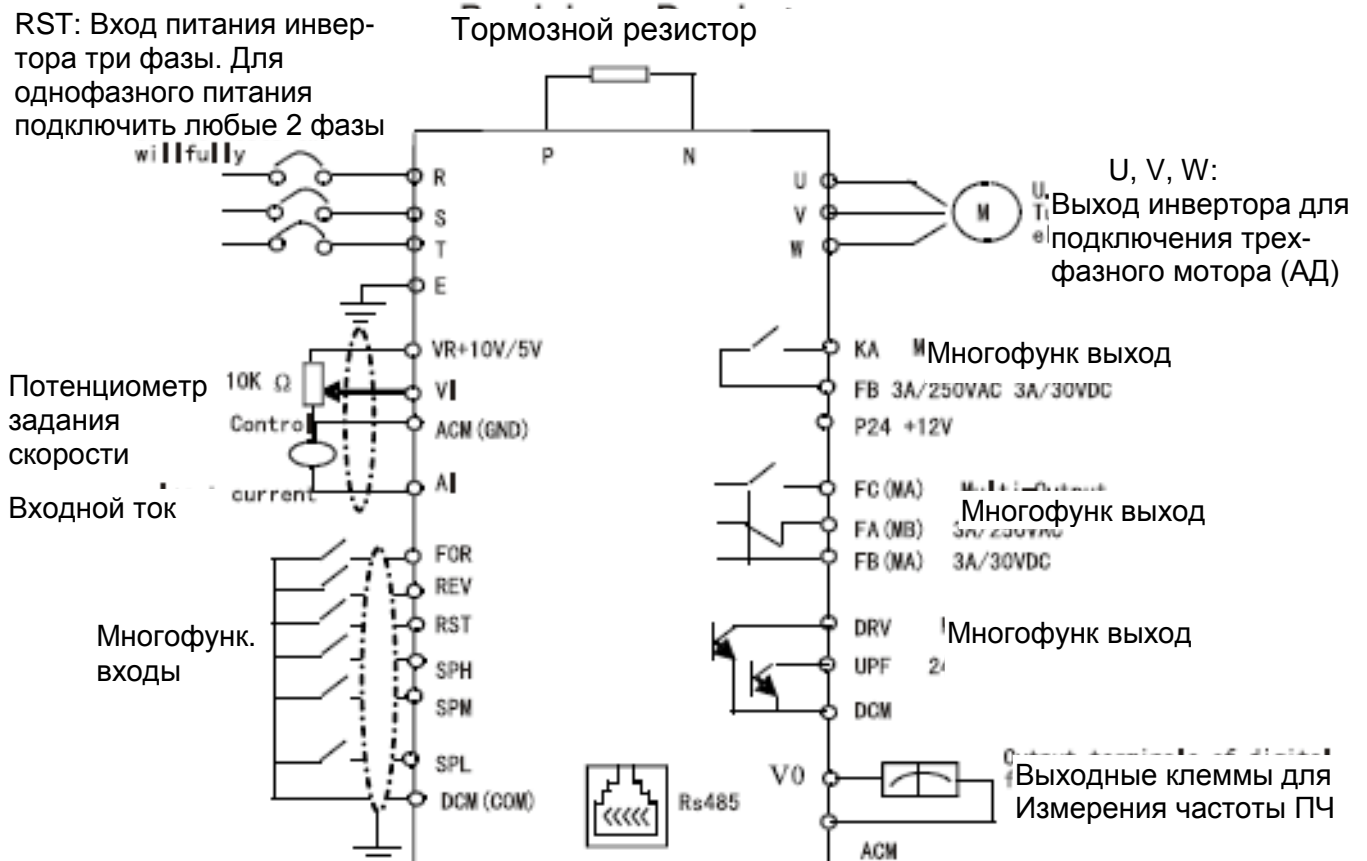 RST: Вход питания инвер-
тора три фазы. Для
однофазного питания
подключить любые 2 фазы
willfully
Тормозной резистор
P
N
R
S
T
E
U
V
W
M
U, V, W:
Выход инвертора для
подключения трех-
фазного мотора (АД)
VR+10V/5V
10K Ω
VI
Потенциометр
задания
скорости
Control
ACM(GND)
AI
current
Входной ток
KA
Многофунк выход
FB 3A/250VAC 3A/30VDC
P24 +12V
FC(MA)
Многофунк выход
FA(MB) 3A/250VAC
FB(MA) 3A/30VDC
FOR
REV
RST
SPH
SPM
SPL
DCM(COM)
Многофунк.
входы
DRV
Многофунк выход
UPF
DCM
Rs485
V0
Выходные клеммы для
Измерения частоты ПЧ
ACM